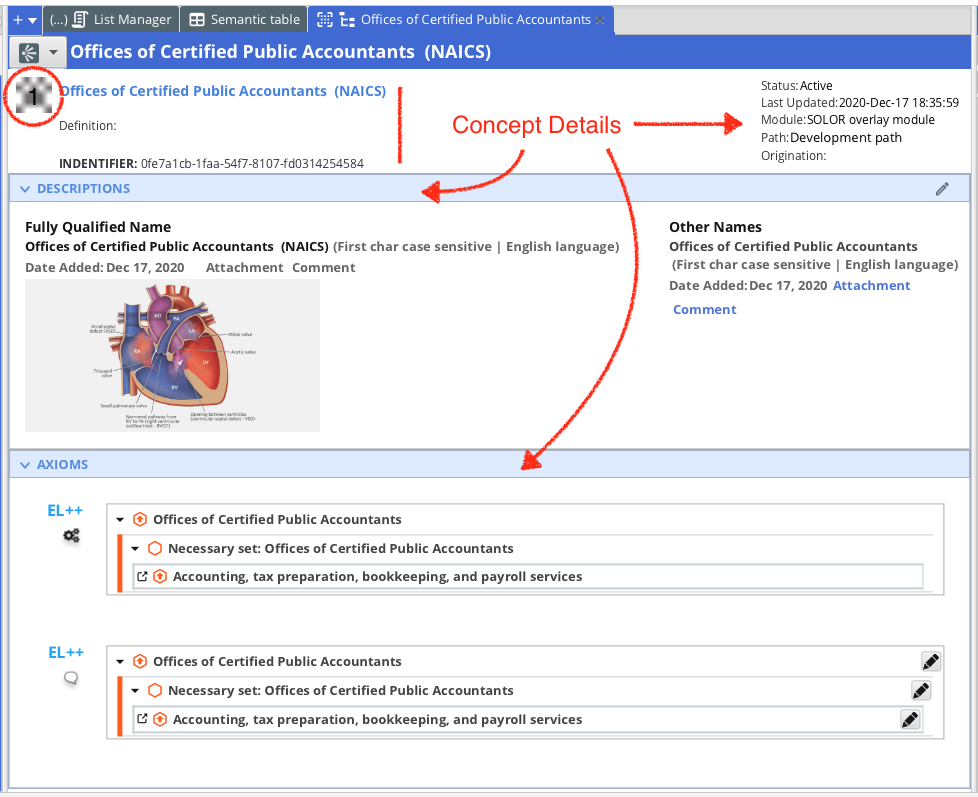 + (...) List Manager Semantic table Offices of Certified Public Accountants ×
Offices of Certified Public Accountants (NAICS)
1 Offices of Certified Public Accountants (NAICS)
Definition:
INDENTIFIER: 0fe7a1cb-1faa-54f7-8107-fd0314254584
Concept Details
Status:Active
Last Updated:2020-Dec-17 18:35:59
Module:SOLOR overlay module
Path:Development path
Origination:
DESCRIPTIONS
Fully Qualified Name
Offices of Certified Public Accountants (NAICS) (First char case sensitive | English language)
Date Added: Dec 17, 2020 Attachment Comment
AO
PA
LA
RA
LV
RV
Atrial septal
defect (ASD)
Mitral valve
Aortic valve
Tricuspid
valve
Small pulmonary valve
Narrowed pathway from
RV to PA (right ventricular
outflow tract - RVOT)
Opening between ventricles
(ventricular septal defect - VSD)
Other Names
Offices of Certified Public Accountants
(First char case sensitive | English language)
Date Added: Dec 17, 2020 Attachment
Comment
AXIOMS
EL++
Offices of Certified Public Accountants
Necessary set: Offices of Certified Public Accountants
Accounting, tax preparation, bookkeeping, and payroll services
EL++
Offices of Certified Public Accountants
Necessary set: Offices of Certified Public Accountants
Accounting, tax preparation, bookkeeping, and payroll services